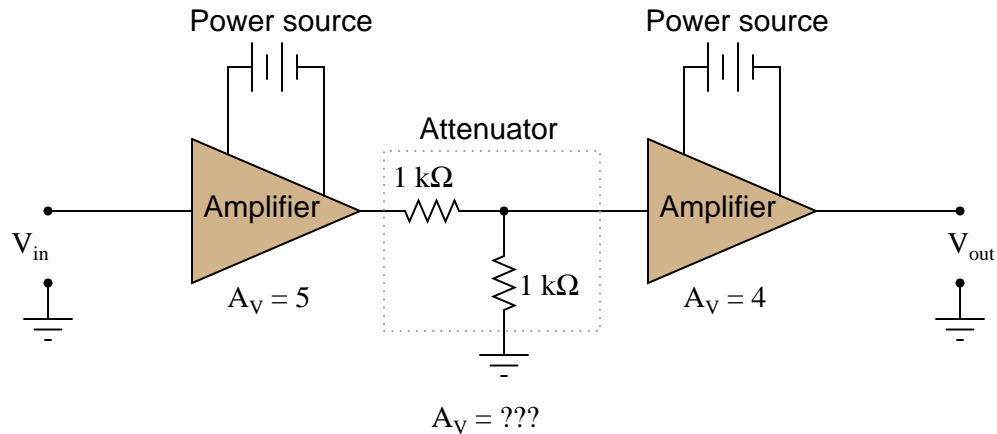 Power source
Power source
Attenuator
1 kΩ
Amplifier
Amplifier
V_in
V_out
1 kΩ
A_V = 5
A_V = 4
A_V = ???